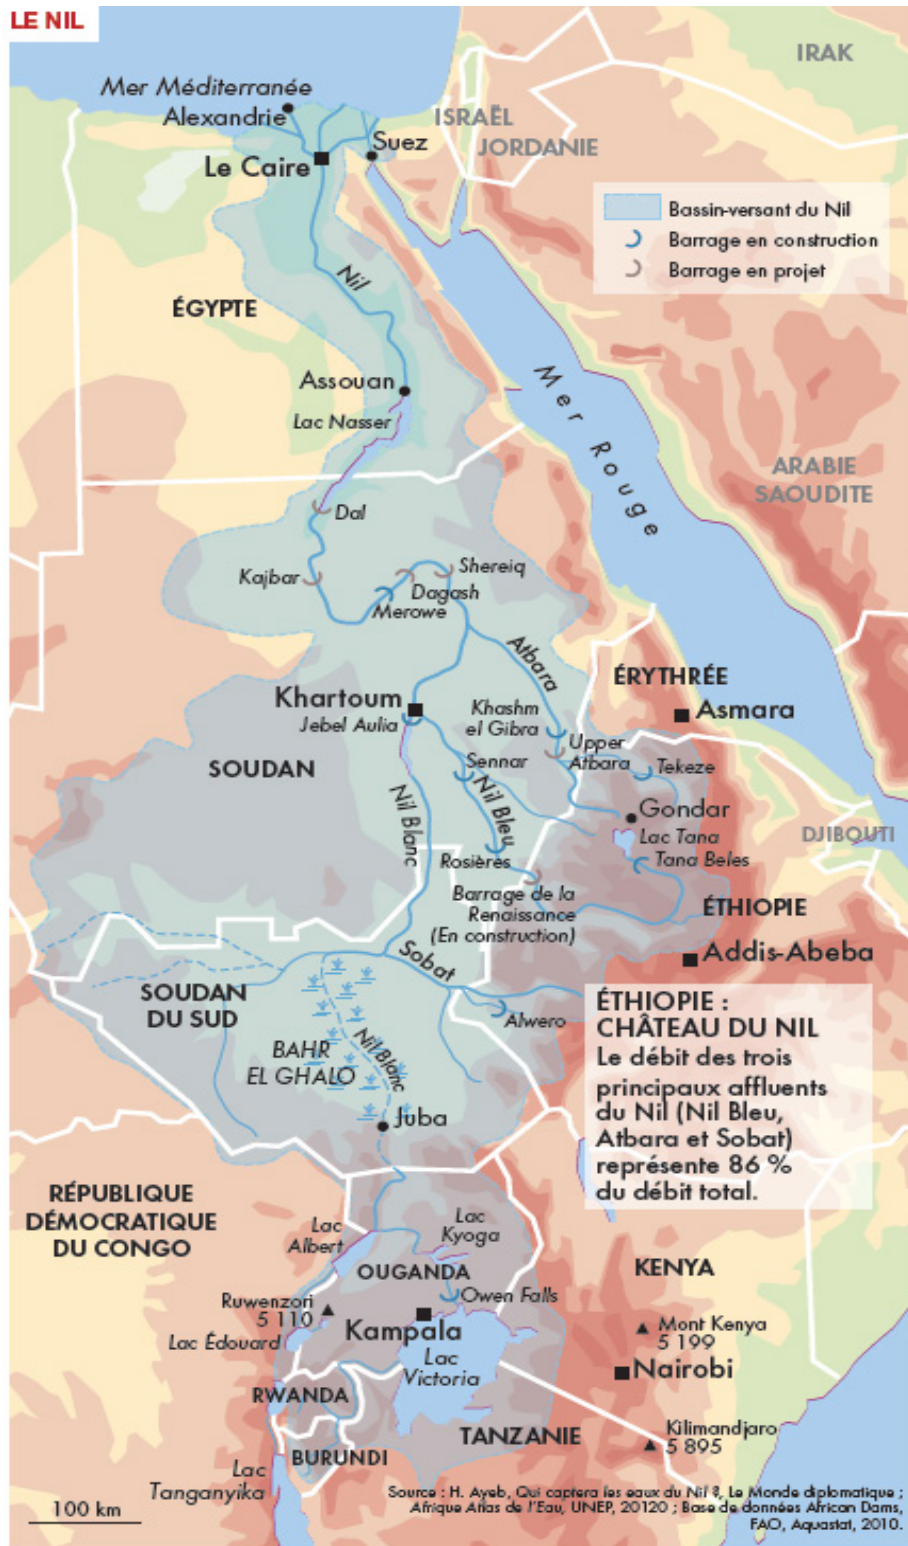 LE NIL
IRAK
Mer Méditerranée
Alexandrie
ISRAËL
JORDANIE
Suez
Le Caire
Bassin-versant du Nil
Barrage en construction
Barrage en projet
Nil
ÉGYPTE
Assouan
Lac Nasser
Mer Rouge
ARABIE
SAOUDITE
Dal
Kajbar
Shereiq
Dagash
Merowe
Atbara
ÉRYTHRÉE
Khartoum
Jebel Aulia
Khashm
el Gibra
Asmara
Upper
Atbara
SOUDAN
Sennar
Tekeze
Nil Blanc
Nil Bleu
Gondar
Lac Tana
DJIBOUTI
Rosières
Tana Beles
Barrage de la
Renaissance
(En construction)
ÉTHIOPIE
Addis-Abeba
Sobat
SOUDAN
DU SUD
Alwero
ÉTHIOPIE :
CHÂTEAU DU NIL
Le débit des trois
principaux affluents
du Nil (Nil Bleu,
Atbara et Sobat)
représente 86 %
du débit total.
Nil Blanc
BAHR
EL GHALO
Juba
RÉPUBLIQUE
DÉMOCRATIQUE
DU CONGO
Lac
Albert
Lac
Kyoga
OUGANDA
KENYA
Ruwenzori
5 110
Owen Falls
Lac Édouard
Kampala
Mont Kenya
5 199
Lac
Victoria
Nairobi
RWANDA
TANZANIE
Kilimandjaro
5 895
BURUNDI
Lac
Tanganyika
100 km
Source : H. Ayeb, Qui captera les eaux du Nil ?, Le Monde diplomatique ;
Afrique Atlas de l'Eau, UNEP, 20120 ; Base de données African Dams,
FAO, Aquastat, 2010.